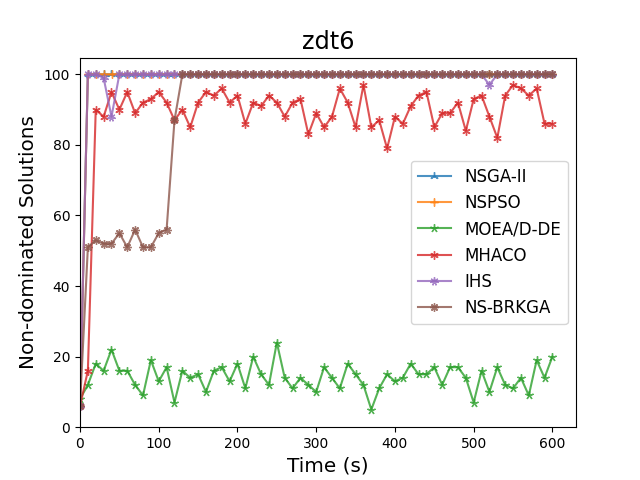 zdt6
Non-dominated Solutions
100
80
60
40
20
0
0 100 200 300 400 500 600
Time (s)
NSGA-II
NSPSO
MOEA/D-DE
MHACO
IHS
NS-BRKGA